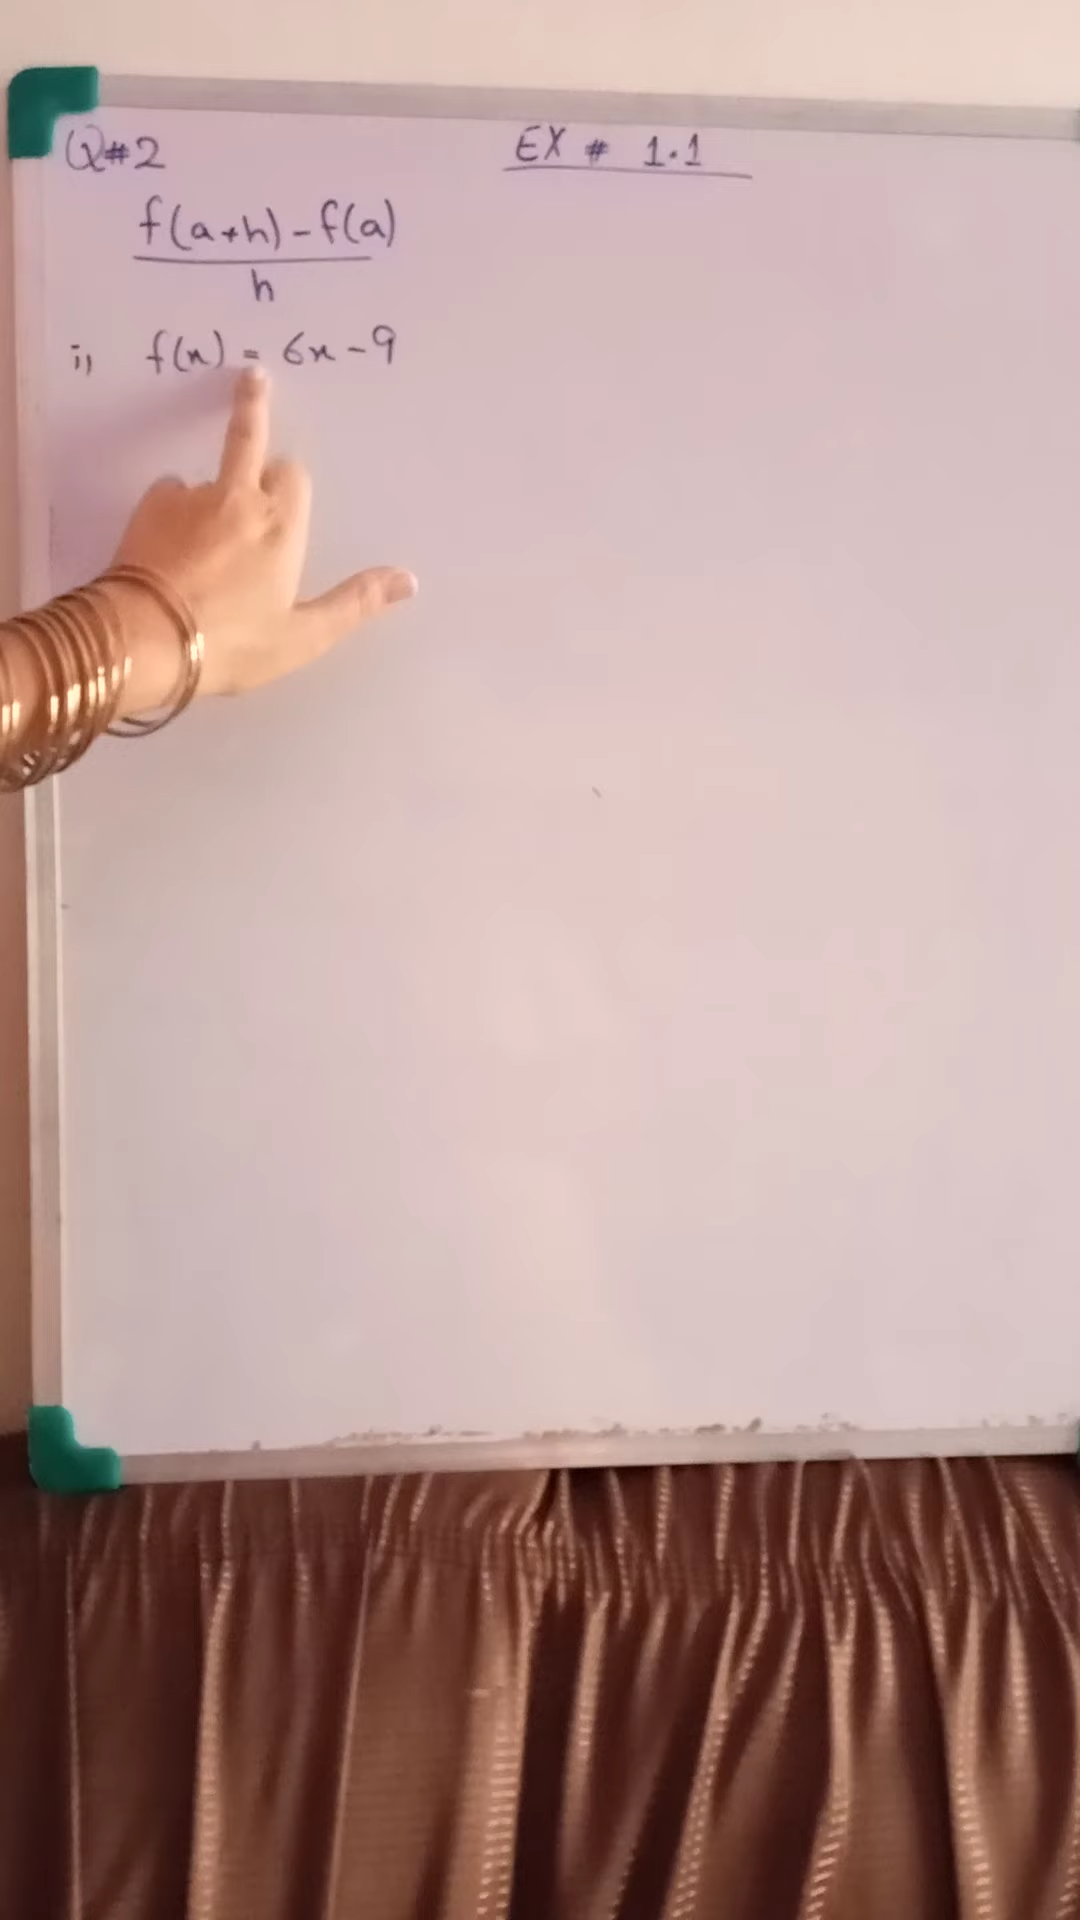 Q#2
EX # 1.1
f(a+h)-f(a)
h
i) f(x) = 6x-9